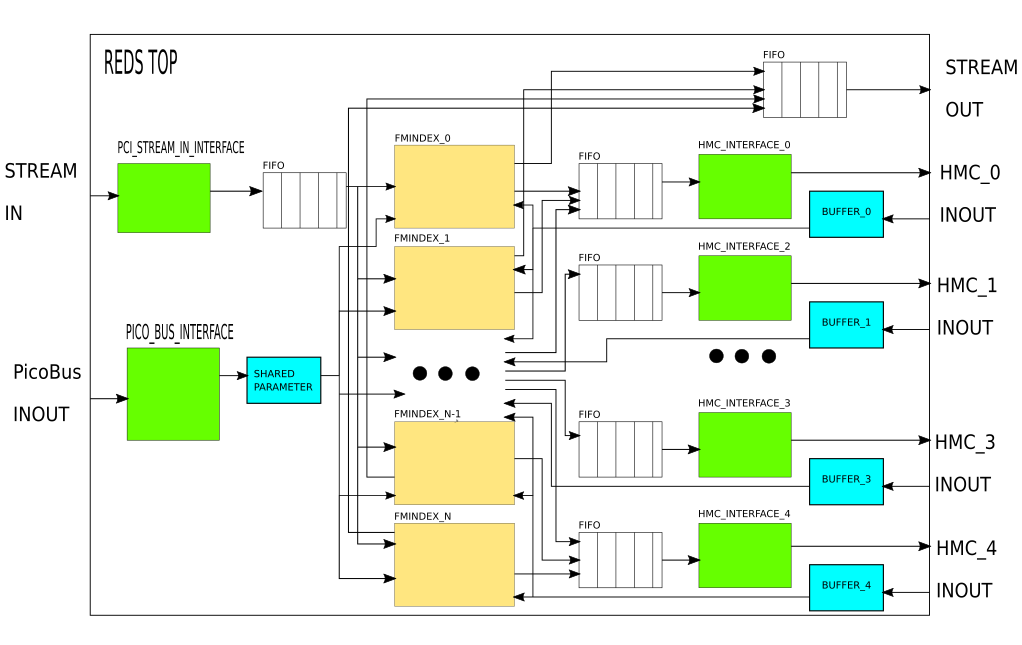 REDS TOP
FIFO
STREAM
OUT
PCI_STREAM_IN_INTERFACE
FIFO
STREAM
IN
FMINDEX_0
FIFO
HMC_INTERFACE_0
HMC_0
BUFFER_0
INOUT
FMINDEX_1
FIFO
HMC_INTERFACE_2
HMC_1
BUFFER_1
INOUT
PICO_BUS_INTERFACE
PicoBus
INOUT
SHARED
PARAMETER
FMINDEX_N-1
FIFO
HMC_INTERFACE_3
HMC_3
BUFFER_3
INOUT
FMINDEX_N
FIFO
HMC_INTERFACE_4
HMC_4
BUFFER_4
INOUT